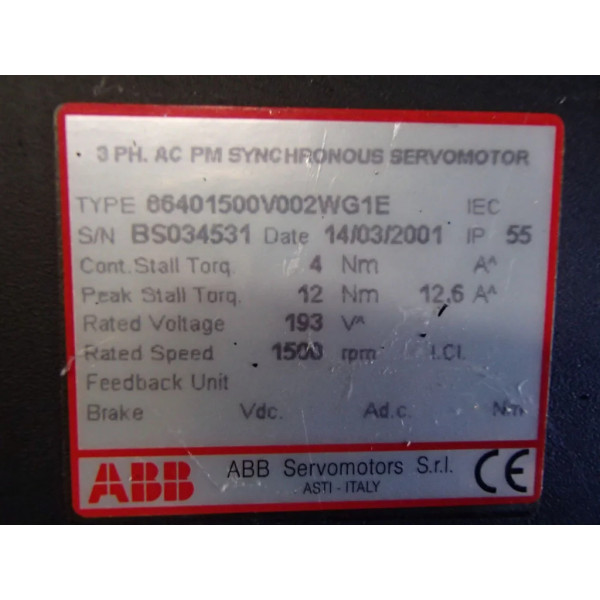 3 PH. AC PM SYNCHRONOUS SERVOMOTOR
TYPE 66401500V002WG1E IEC
S/N BS034531 Date 14/03/2001 IP 55
Cont.Stall Torq. 4 Nm A^
Peak Stall Torq. 12 Nm 12,6 A^
Rated Voltage 193 V^
Rated Speed 1500 rpm I.Cl.
Feedback Unit
Brake Vdc. Ad.c. Nm
ABB ABB Servomotors S.r.l. CE
ASTI - ITALY